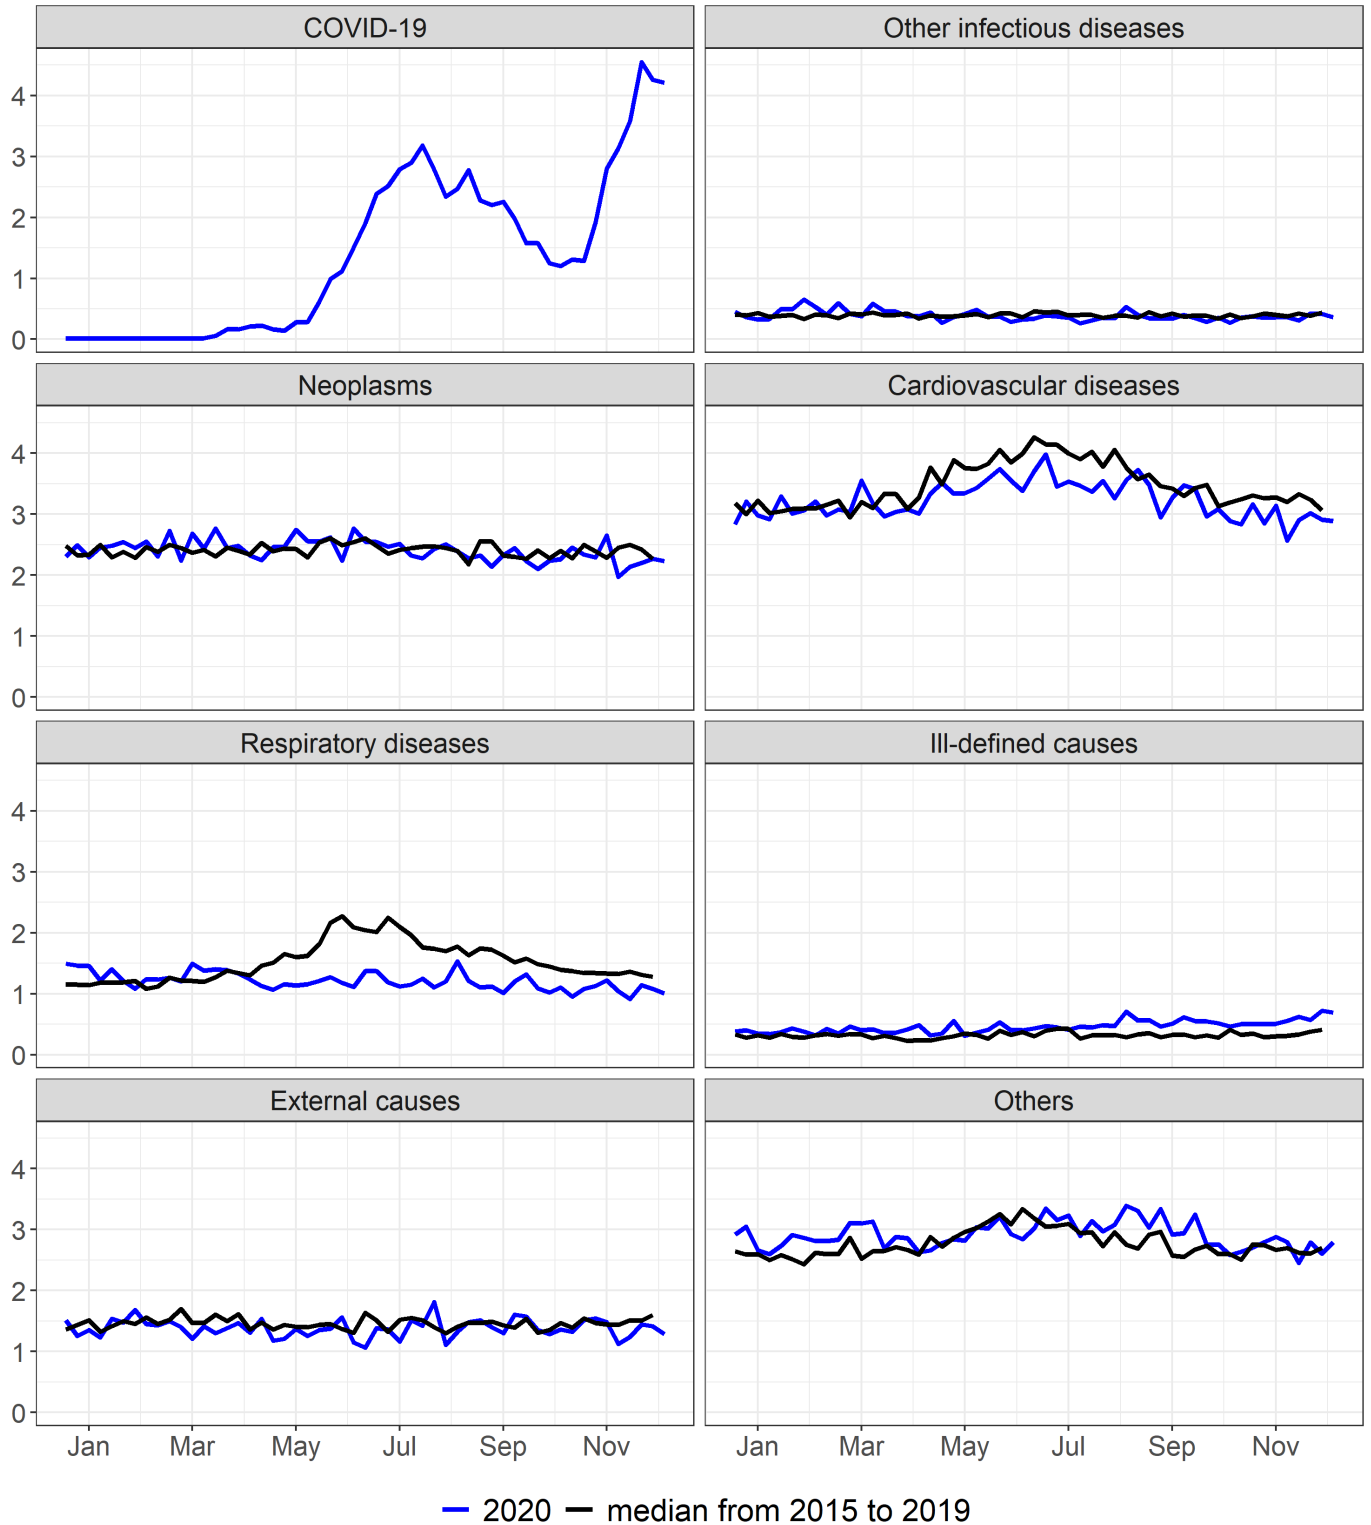 COVID-19
Other infectious diseases
4
3
2
1
0
Neoplasms
Cardiovascular diseases
4
3
2
1
0
Respiratory diseases
Ill-defined causes
4
3
2
1
0
External causes
Others
4
3
2
1
0
Jan Mar May Jul Sep Nov
Jan Mar May Jul Sep Nov
2020 median from 2015 to 2019